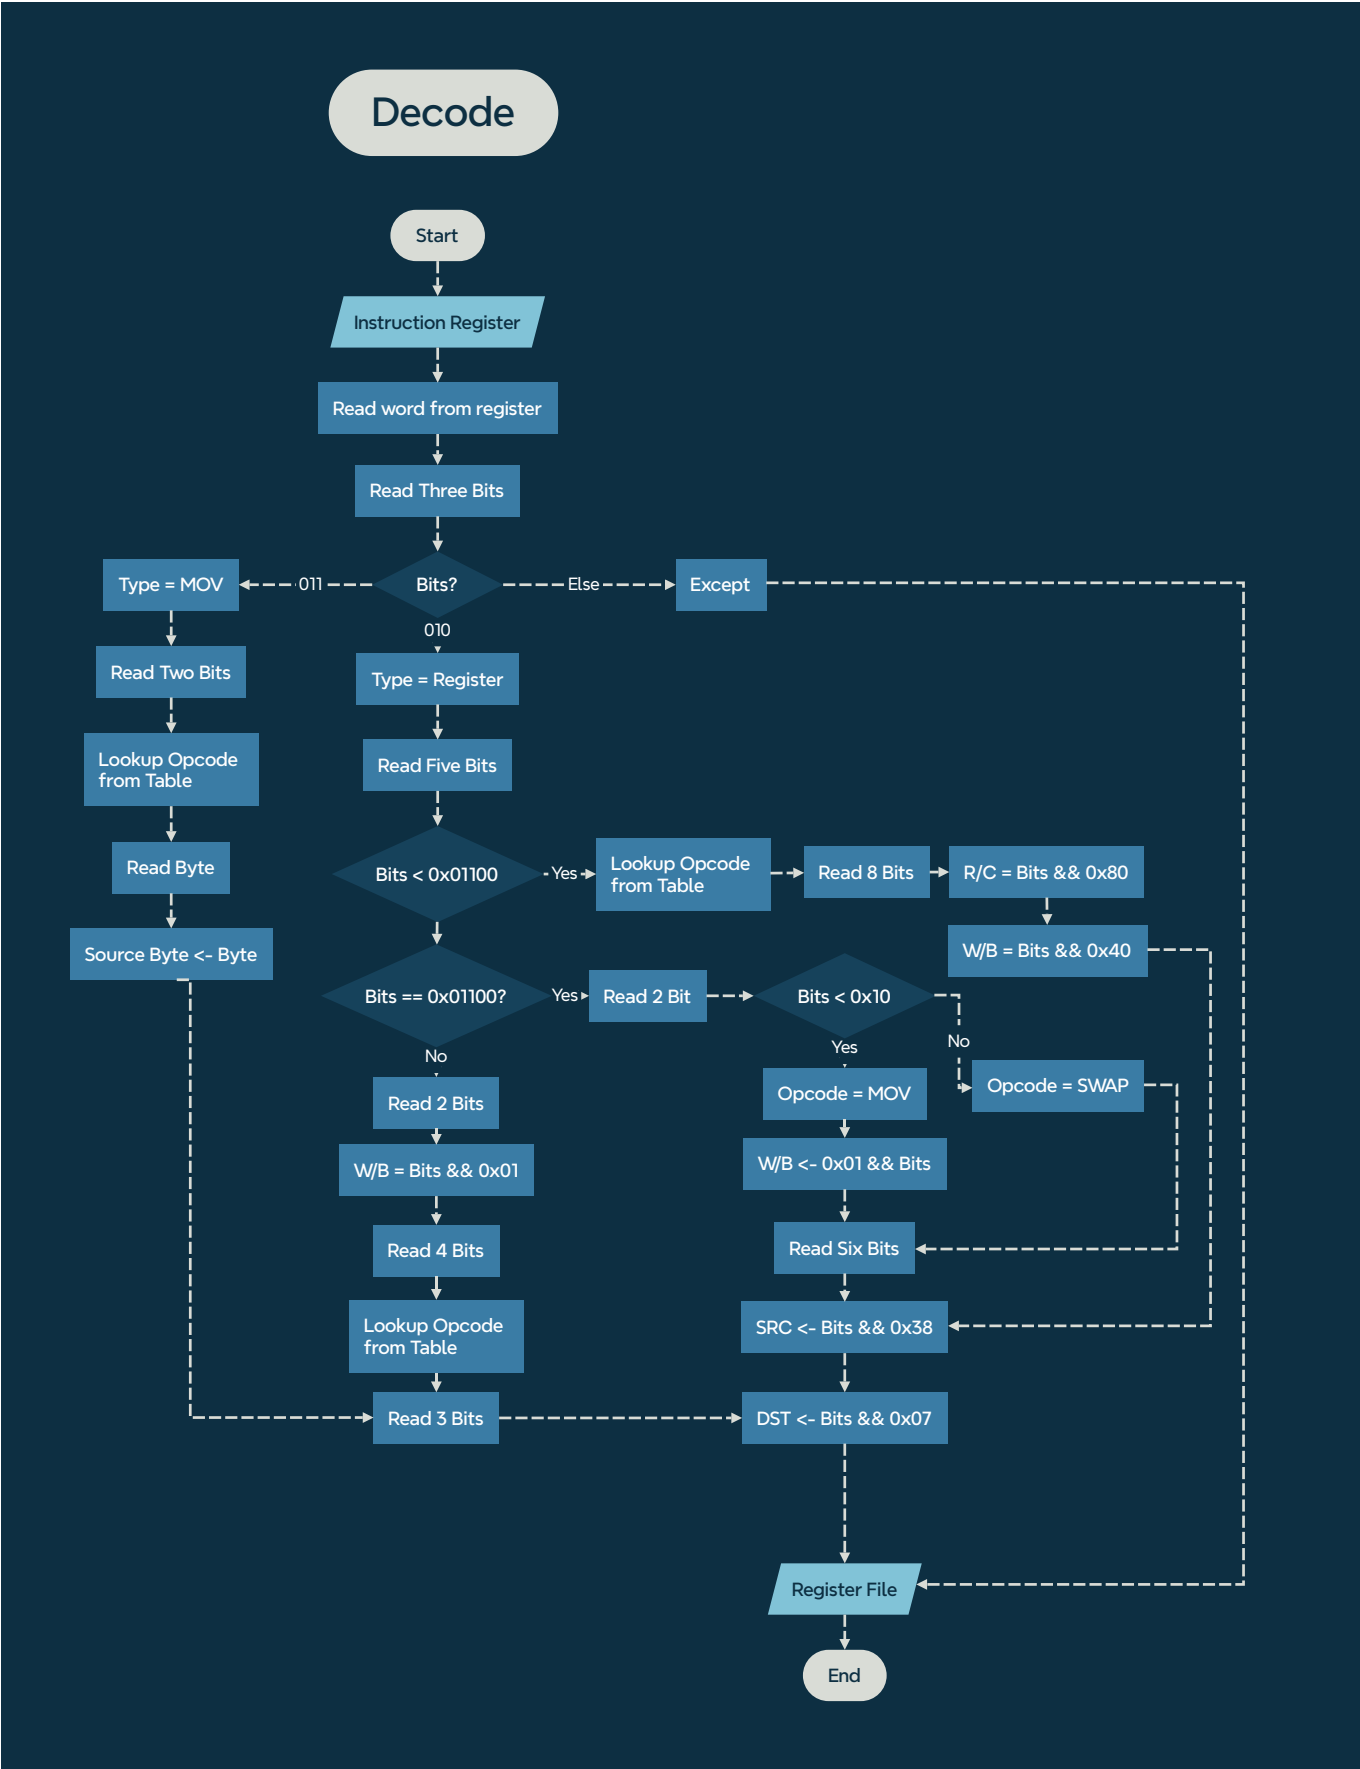 Decode
Start
Instruction Register
Read word from register
Read Three Bits
Bits?
011
Type = MOV
Else
Except
010
Read Two Bits
Type = Register
Lookup Opcode
from Table
Read Five Bits
Read Byte
Bits < 0x01100
Yes
Lookup Opcode
from Table
Read 8 Bits
R/C = Bits && 0x80
W/B = Bits && 0x40
Source Byte <- Byte
Bits == 0x01100?
Yes
Read 2 Bit
Bits < 0x10
No
Yes
No
Opcode = SWAP
Read 2 Bits
Opcode = MOV
W/B = Bits && 0x01
W/B <- 0x01 && Bits
Read 4 Bits
Read Six Bits
Lookup Opcode
from Table
SRC <- Bits && 0x38
Read 3 Bits
DST <- Bits && 0x07
Register File
End